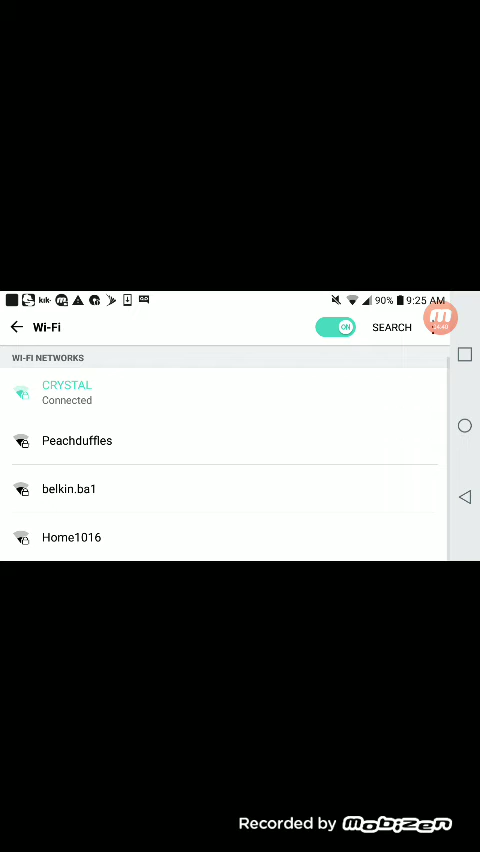 kik· 90% 9:25 AM
Wi-Fi ON SEARCH
WI-FI NETWORKS
CRYSTAL
Connected
Peachduffles
belkin.ba1
Home1016
Recorded by Mobizen